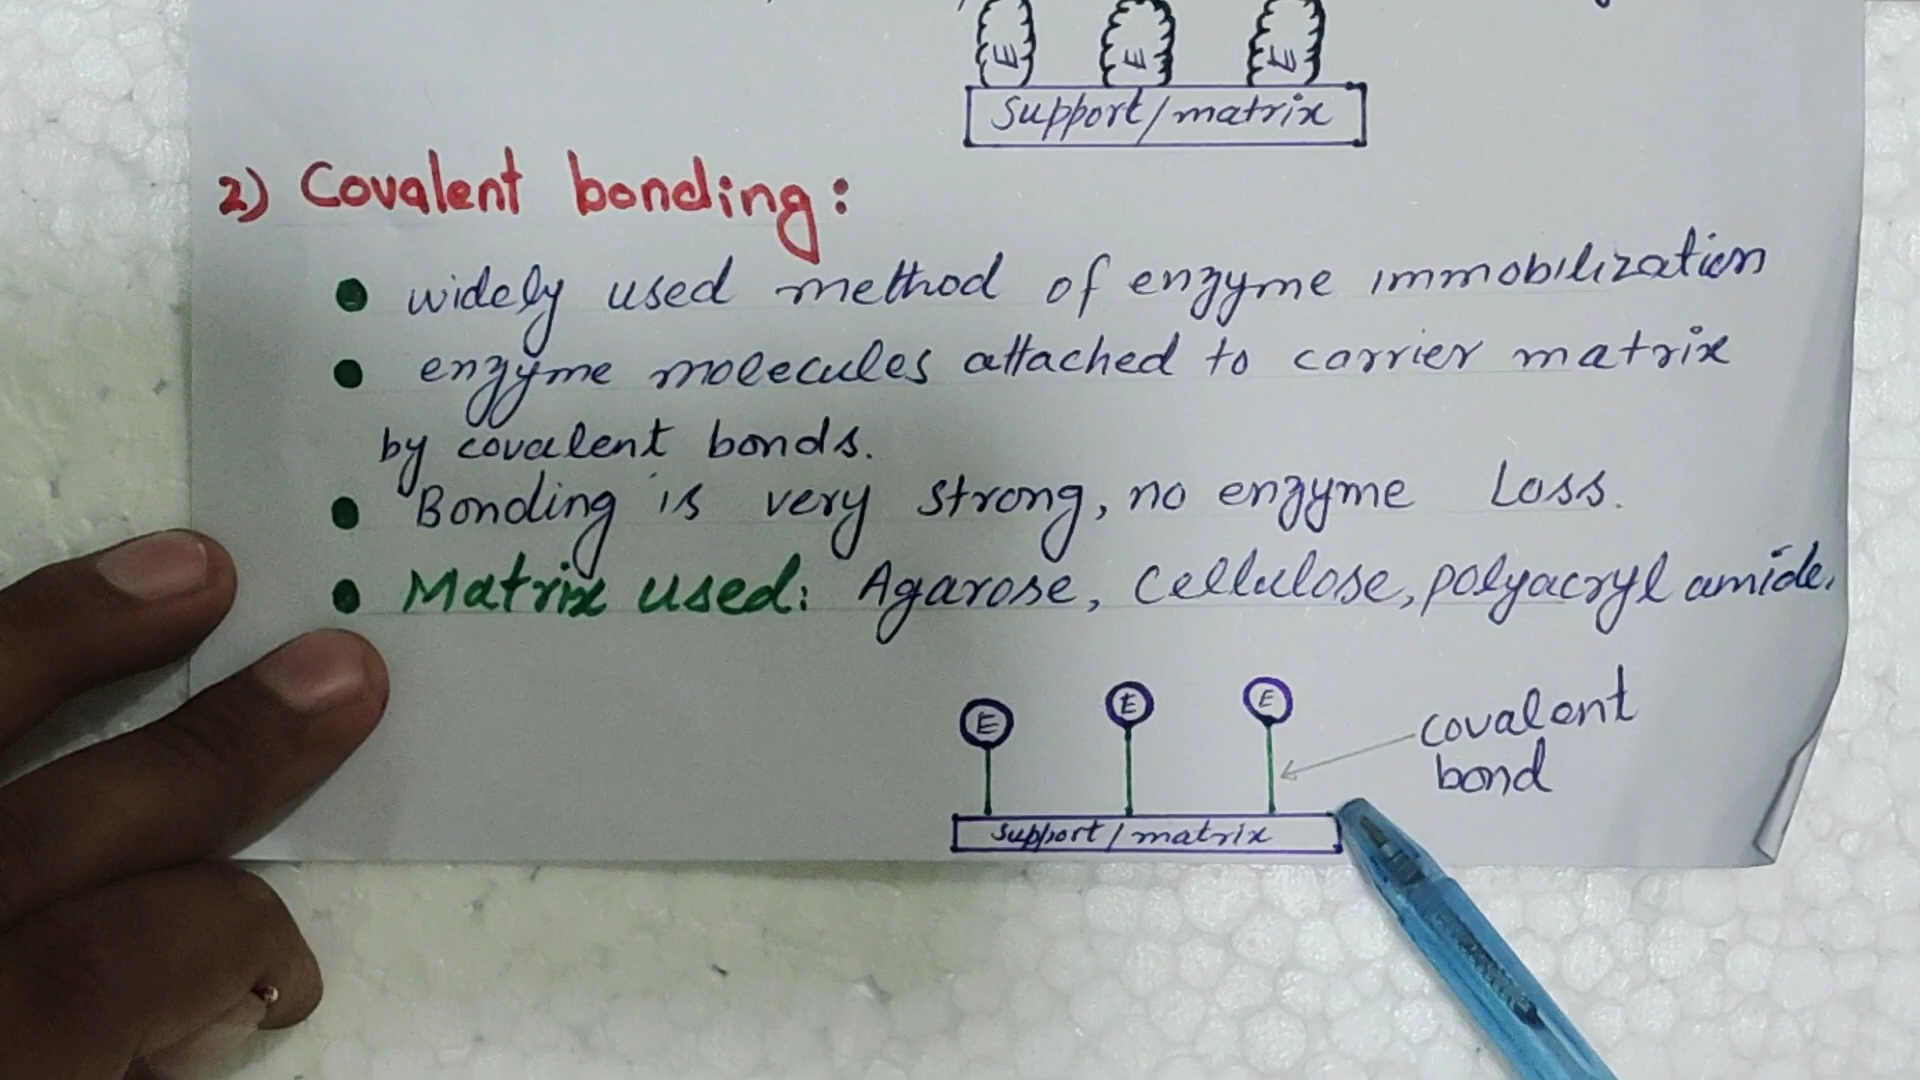 E E E
Support/matrix
2) Covalent bonding:
widely used method of enzyme immobilization
enzyme molecules attached to carrier matrix
by covalent bonds.
Bonding is very strong, no enzyme Loss.
Matrix used: Agarose, Cellulose, polyacryl amide.
E E E
covalent
bond
support/matrix